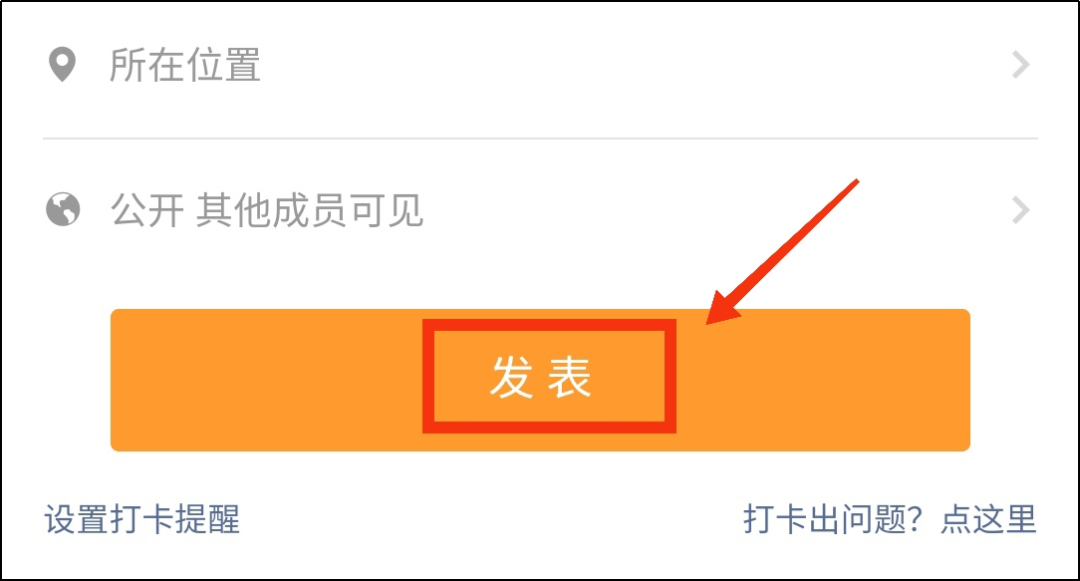 所在位置
公开 其他成员可见
发表
设置打卡提醒
打卡出问题？点这里